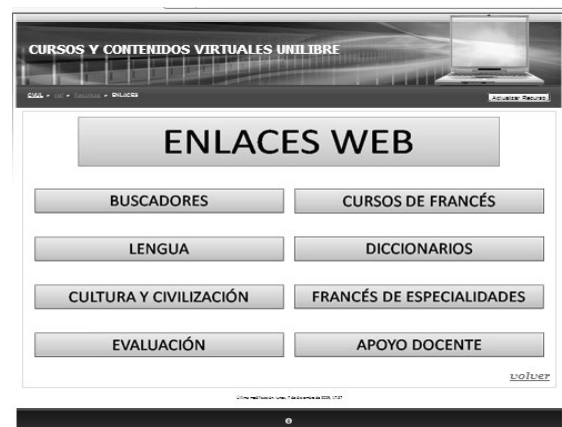 CURSOS Y CONTENIDOS VIRTUALES UNILIBRE
CVUL ENLACES
Actualizar Recurso
ENLACES WEB
BUSCADORES CURSOS DE FRANCÉS
LENGUA DICCIONARIOS
CULTURA Y CIVILIZACIÓN FRANCÉS DE ESPECIALIDADES
EVALUACIÓN APOYO DOCENTE
volver